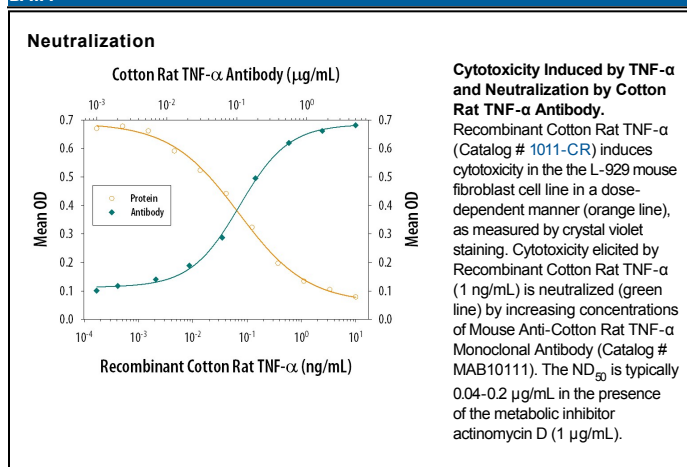 Neutralization
Cotton Rat TNF-α Antibody (µg/mL)
10⁻³ 10⁻² 10⁻¹ 10⁰
0.7 0.7
0.6 0.6
0.5 0.5
0.4 0.4
0.3 0.3
0.2 0.2
0.1 0.1
0.0 0.0
Mean OD
Protein
Antibody
Mean OD
10⁻⁴ 10⁻³ 10⁻² 10⁻¹ 10⁰ 10¹
Recombinant Cotton Rat TNF-α (ng/mL)
Cytotoxicity Induced by TNF-α
and Neutralization by Cotton
Rat TNF-α Antibody.
Recombinant Cotton Rat TNF-α
(Catalog # 1011-CR) induces
cytotoxicity in the the L-929 mouse
fibroblast cell line in a dose-
dependent manner (orange line),
as measured by crystal violet
staining. Cytotoxicity elicited by
Recombinant Cotton Rat TNF-α
(1 ng/mL) is neutralized (green
line) by increasing concentrations
of Mouse Anti-Cotton Rat TNF-α
Monoclonal Antibody (Catalog #
MAB10111). The ND₅₀ is typically
0.04-0.2 µg/mL in the presence
of the metabolic inhibitor
actinomycin D (1 µg/mL).